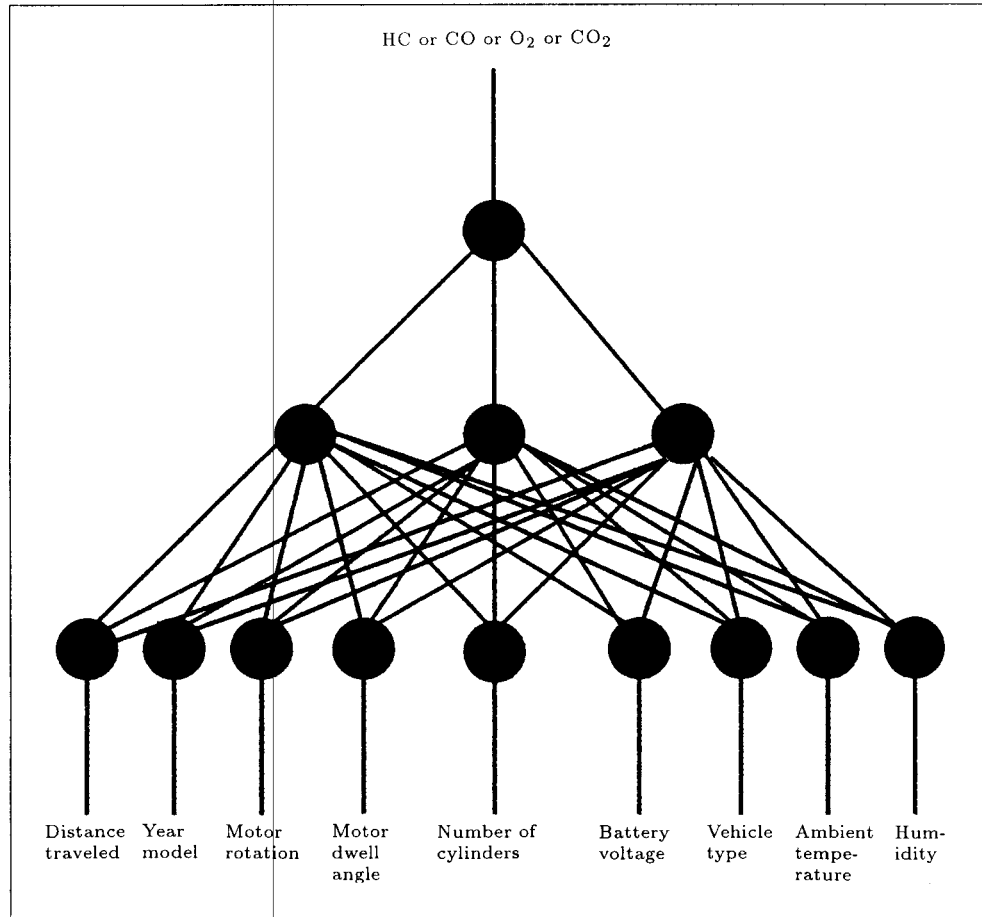 HC or CO or O₂ or CO₂
Distance traveled
Year model
Motor rotation
Motor dwell angle
Number of cylinders
Battery voltage
Vehicle type
Ambient tempe-rature
Hum-idity